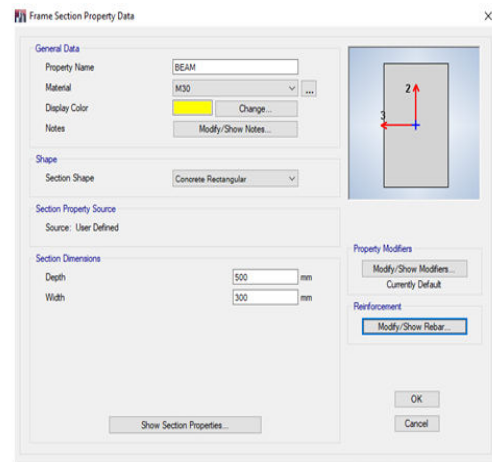 Frame Section Property Data
General Data
Property Name BEAM
Material M30 ...
Display Color Change...
Notes Modify/Show Notes...
Shape
Section Shape Concrete Rectangular
Section Property Source
Source: User Defined
Section Dimensions
Depth 500 mm
Width 300 mm
Show Section Properties...
2
3
Property Modifiers
Modify/Show Modifiers...
Currently Default
Reinforcement
Modify/Show Rebar...
OK
Cancel